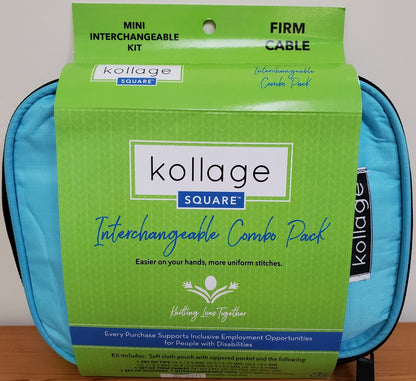 MINI
INTERCHANGEABLE
KIT
FIRM
CABLE
kollage
SQUARE™
Interchangeable
Combo Pack
kollage
SQUARE™
Interchangeable Combo Pack
Easier on your hands, more uniform stitches.
Knitting Lives Together
Every Purchase Supports Inclusive Employment Opportunities
for People with Disabilities
Kit includes: Soft cloth pouch with zippered pocket and the following:
kollage